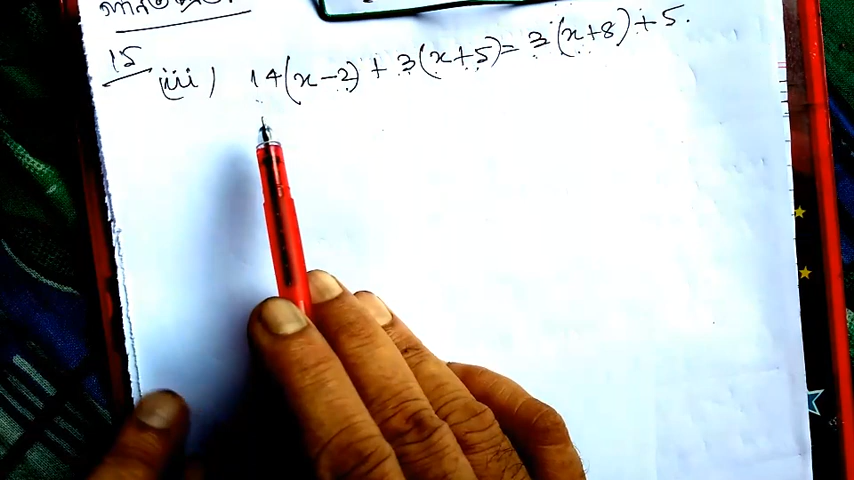 15
(iii) 14(x-2) + 3(x+5) = 3(x+8)+5.